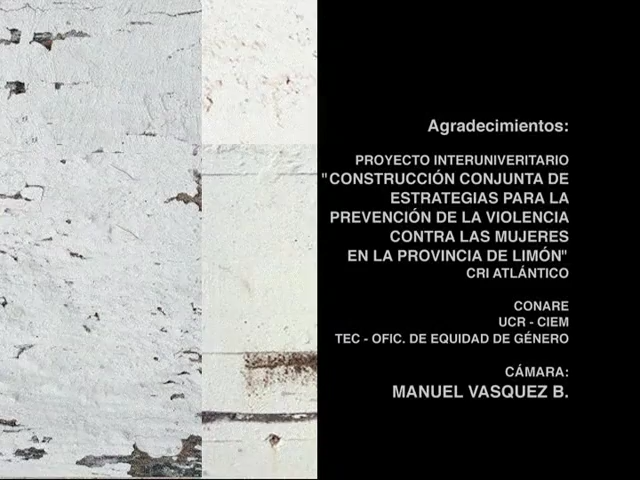 Agradecimientos:
PROYECTO INTERUNIVERITARIO
"CONSTRUCCIÓN CONJUNTA DE
ESTRATEGIAS PARA LA
PREVENCIÓN DE LA VIOLENCIA
CONTRA LAS MUJERES
EN LA PROVINCIA DE LIMÓN"
CRI ATLÁNTICO
CONARE
UCR - CIEM
TEC - OFIC. DE EQUIDAD DE GÉNERO
CÁMARA:
MANUEL VASQUEZ B.